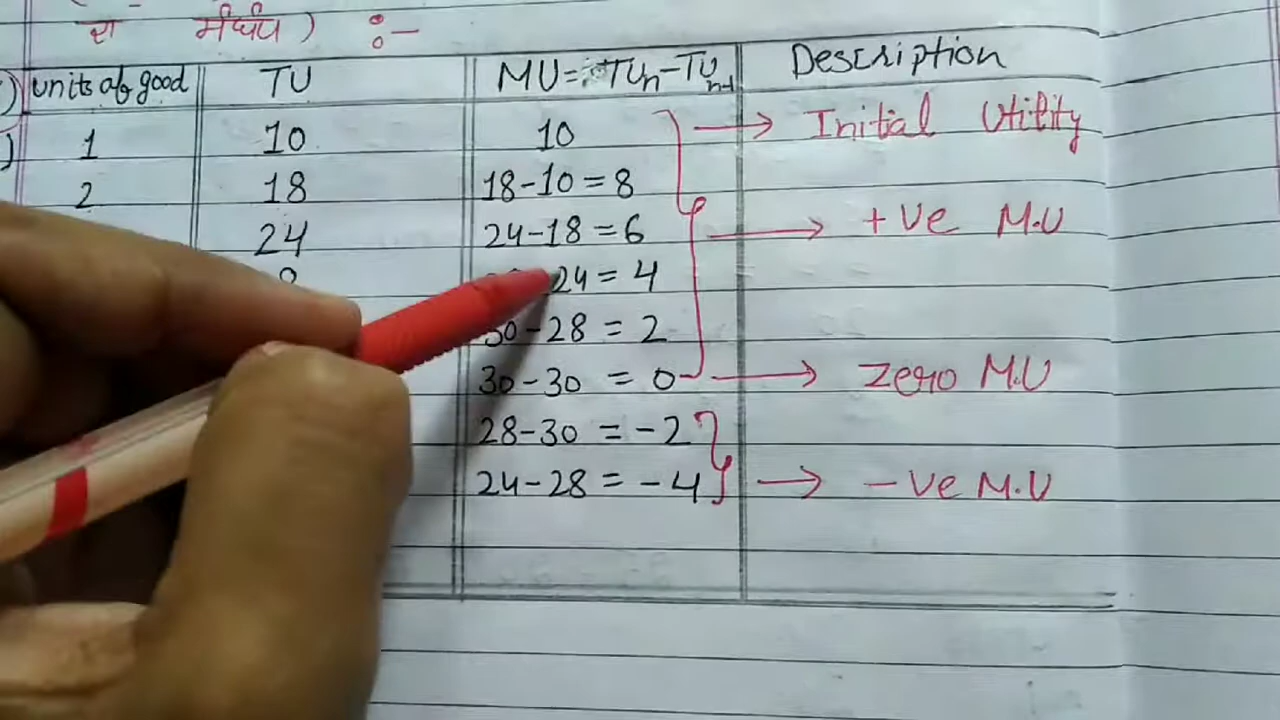 दा संबंध) :-
units of good TU MU = TUn - TUn-1 Description
1 10 10 → Initial Utility
2 18 18-10=8
24 24-18=6 → +ve M.U
24 = 4
30-28 = 2
30-30 = 0 → Zero M.U
28-30 = -2
24-28 = -4 → -ve M.U